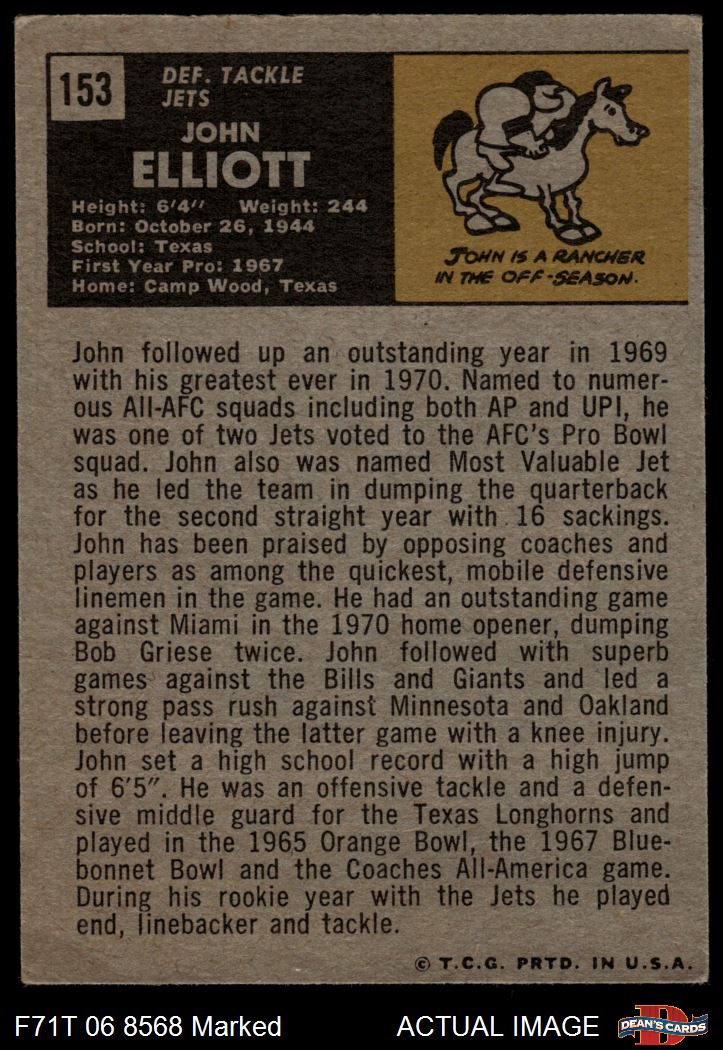 153
DEF. TACKLE
JETS
JOHN
ELLIOTT
Height: 6'4" Weight: 244
Born: October 26, 1944
School: Texas
First Year Pro: 1967
Home: Camp Wood, Texas
JOHN IS A RANCHER
IN THE OFF-SEASON.
John followed up an outstanding year in 1969
with his greatest ever in 1970. Named to numer-
ous All-AFC squads including both AP and UPI, he
was one of two Jets voted to the AFC's Pro Bowl
squad. John also was named Most Valuable Jet
as he led the team in dumping the quarterback
for the second straight year with 16 sackings.
John has been praised by opposing coaches and
players as among the quickest, mobile defensive
linemen in the game. He had an outstanding game
against Miami in the 1970 home opener, dumping
Bob Griese twice. John followed with superb
games against the Bills and Giants and led a
strong pass rush against Minnesota and Oakland
before leaving the latter game with a knee injury.
John set a high school record with a high jump
of 6'5". He was an offensive tackle and a defen-
sive middle guard for the Texas Longhorns and
played in the 1965 Orange Bowl, the 1967 Blue-
bonnet Bowl and the Coaches All-America game.
During his rookie year with the Jets he played
end, linebacker and tackle.
© T.C.G. PRTD. IN U.S.A.
F71T 06 8568 Marked ACTUAL IMAGE
D
DEAN'S CARDS